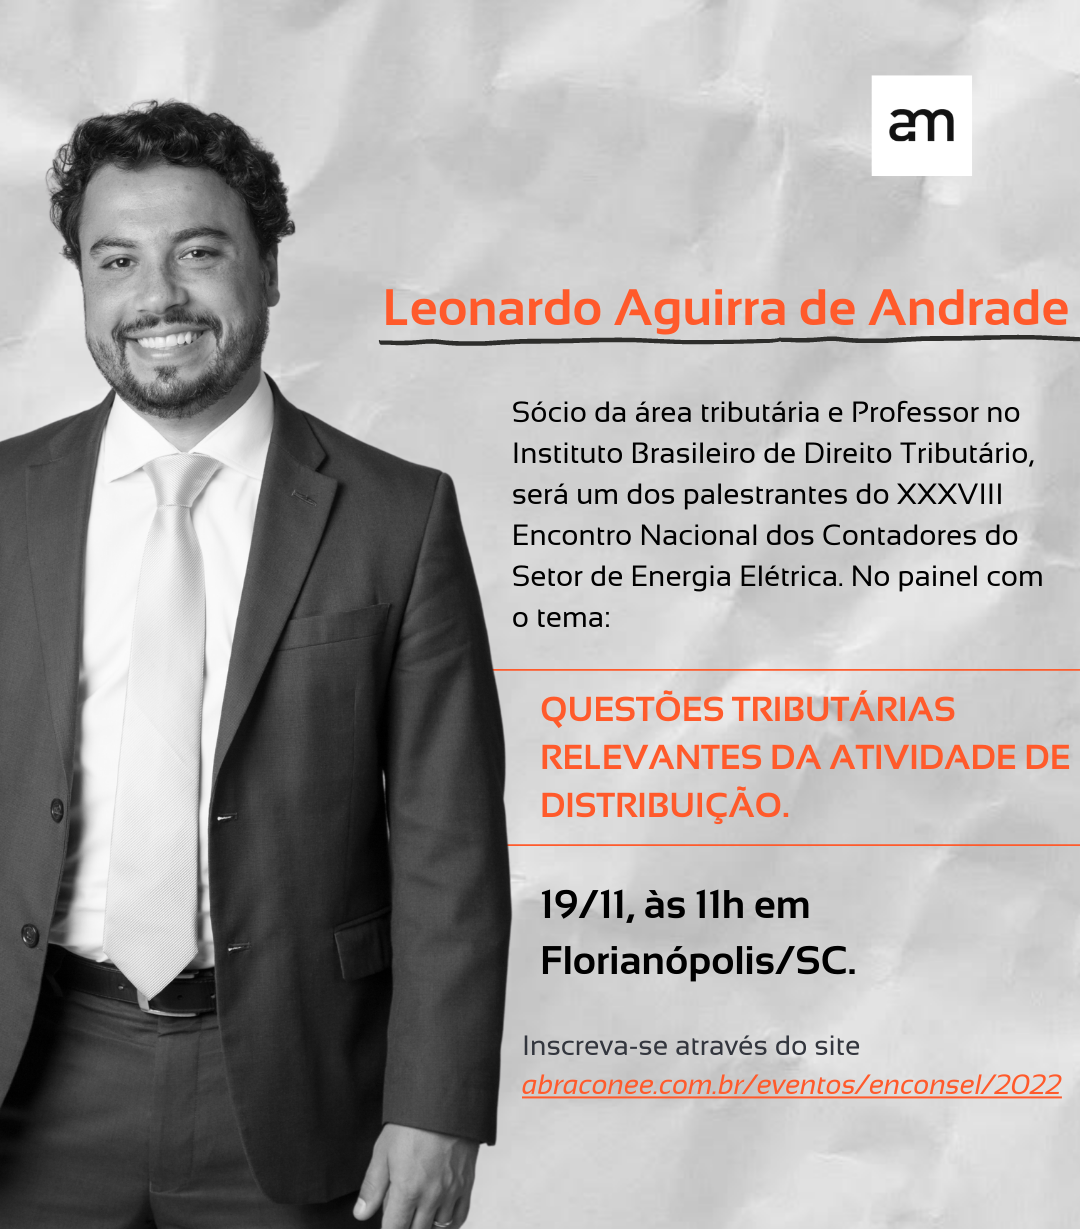 am
Leonardo Aguirra de Andrade
Sócio da área tributária e Professor no
Instituto Brasileiro de Direito Tributário,
será um dos palestrantes do XXXVIII
Encontro Nacional dos Contadores do
Setor de Energia Elétrica. No painel com
o tema:
QUESTÕES TRIBUTÁRIAS
RELEVANTES DA ATIVIDADE DE
DISTRIBUIÇÃO.
19/11, às 11h em
Florianópolis/SC.
Inscreva-se através do site
abraconee.com.br/eventos/enconsel/2022